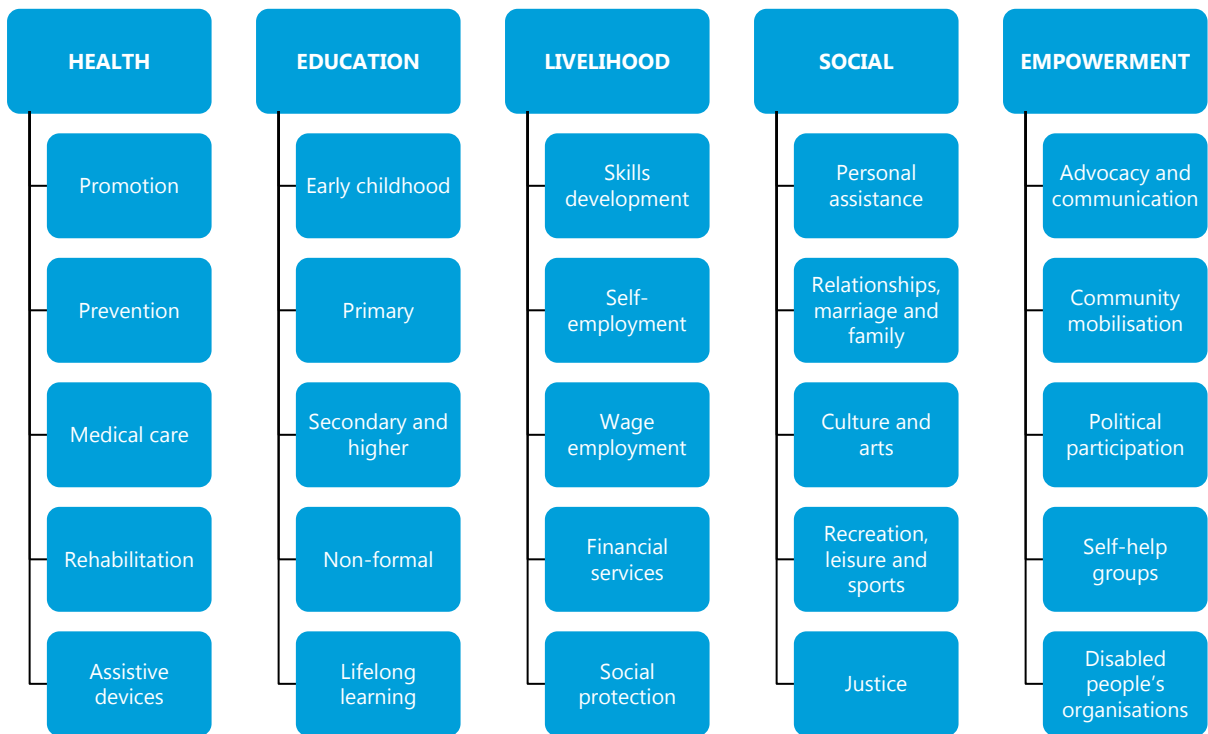 HEALTH
Promotion
Prevention
Medical care
Rehabilitation
Assistive
devices
EDUCATION
Early childhood
Primary
Secondary and
higher
Non-formal
Lifelong
learning
LIVELIHOOD
Skills
development
Self-
employment
Wage
employment
Financial
services
Social
protection
SOCIAL
Personal
assistance
Relationships,
marriage and
family
Culture and
arts
Recreation,
leisure and
sports
Justice
EMPOWERMENT
Advocacy and
communication
Community
mobilisation
Political
participation
Self-help
groups
Disabled
people’s
organisations